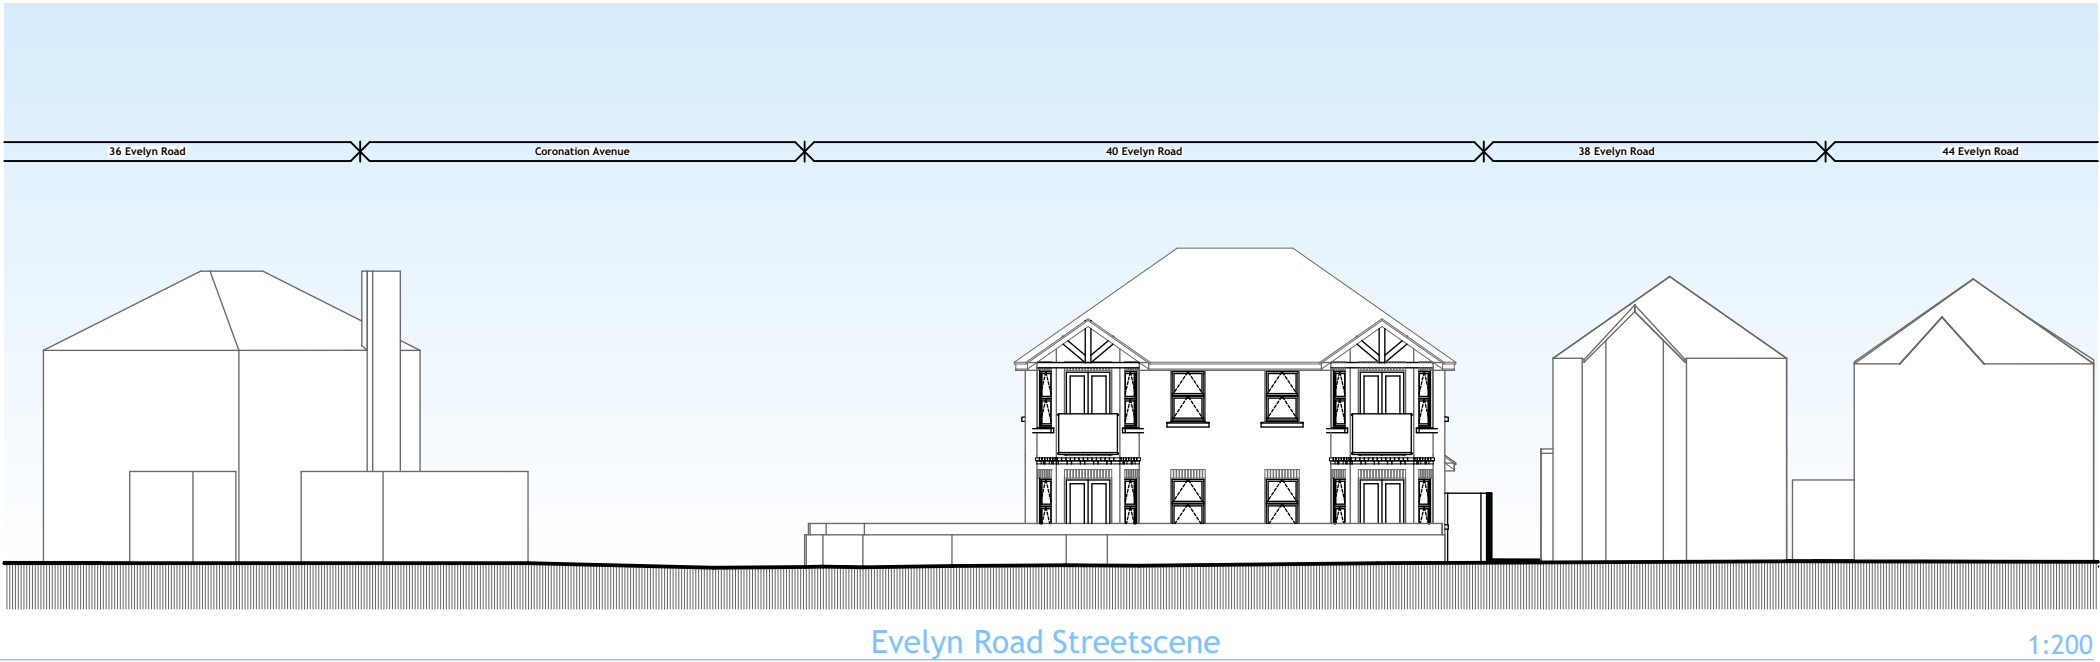 36 Evelyn Road
Coronation Avenue
40 Evelyn Road
38 Evelyn Road
44 Evelyn Road
Evelyn Road Streetscene
1:200